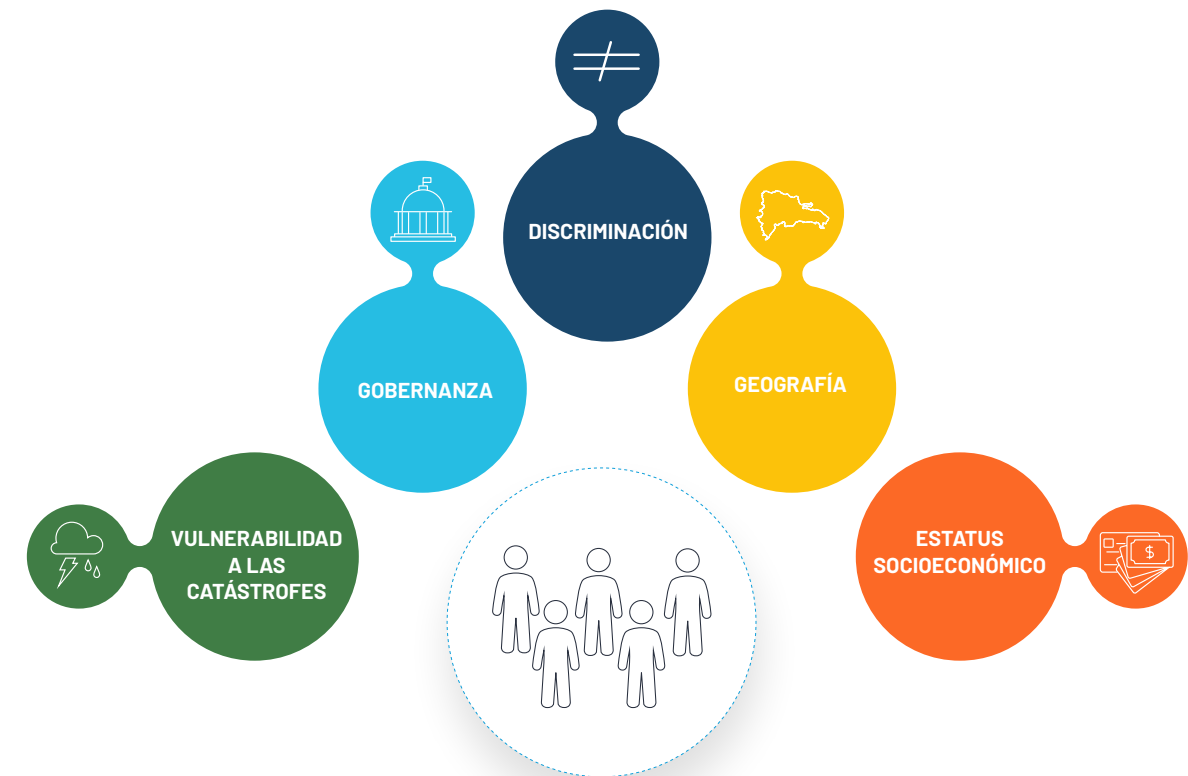 DISCRIMINACIÓN
GOBERNANZA
GEOGRAFÍA
VULNERABILIDAD
A LAS
CATÁSTROFES
ESTATUS
SOCIOECONÓMICO
$